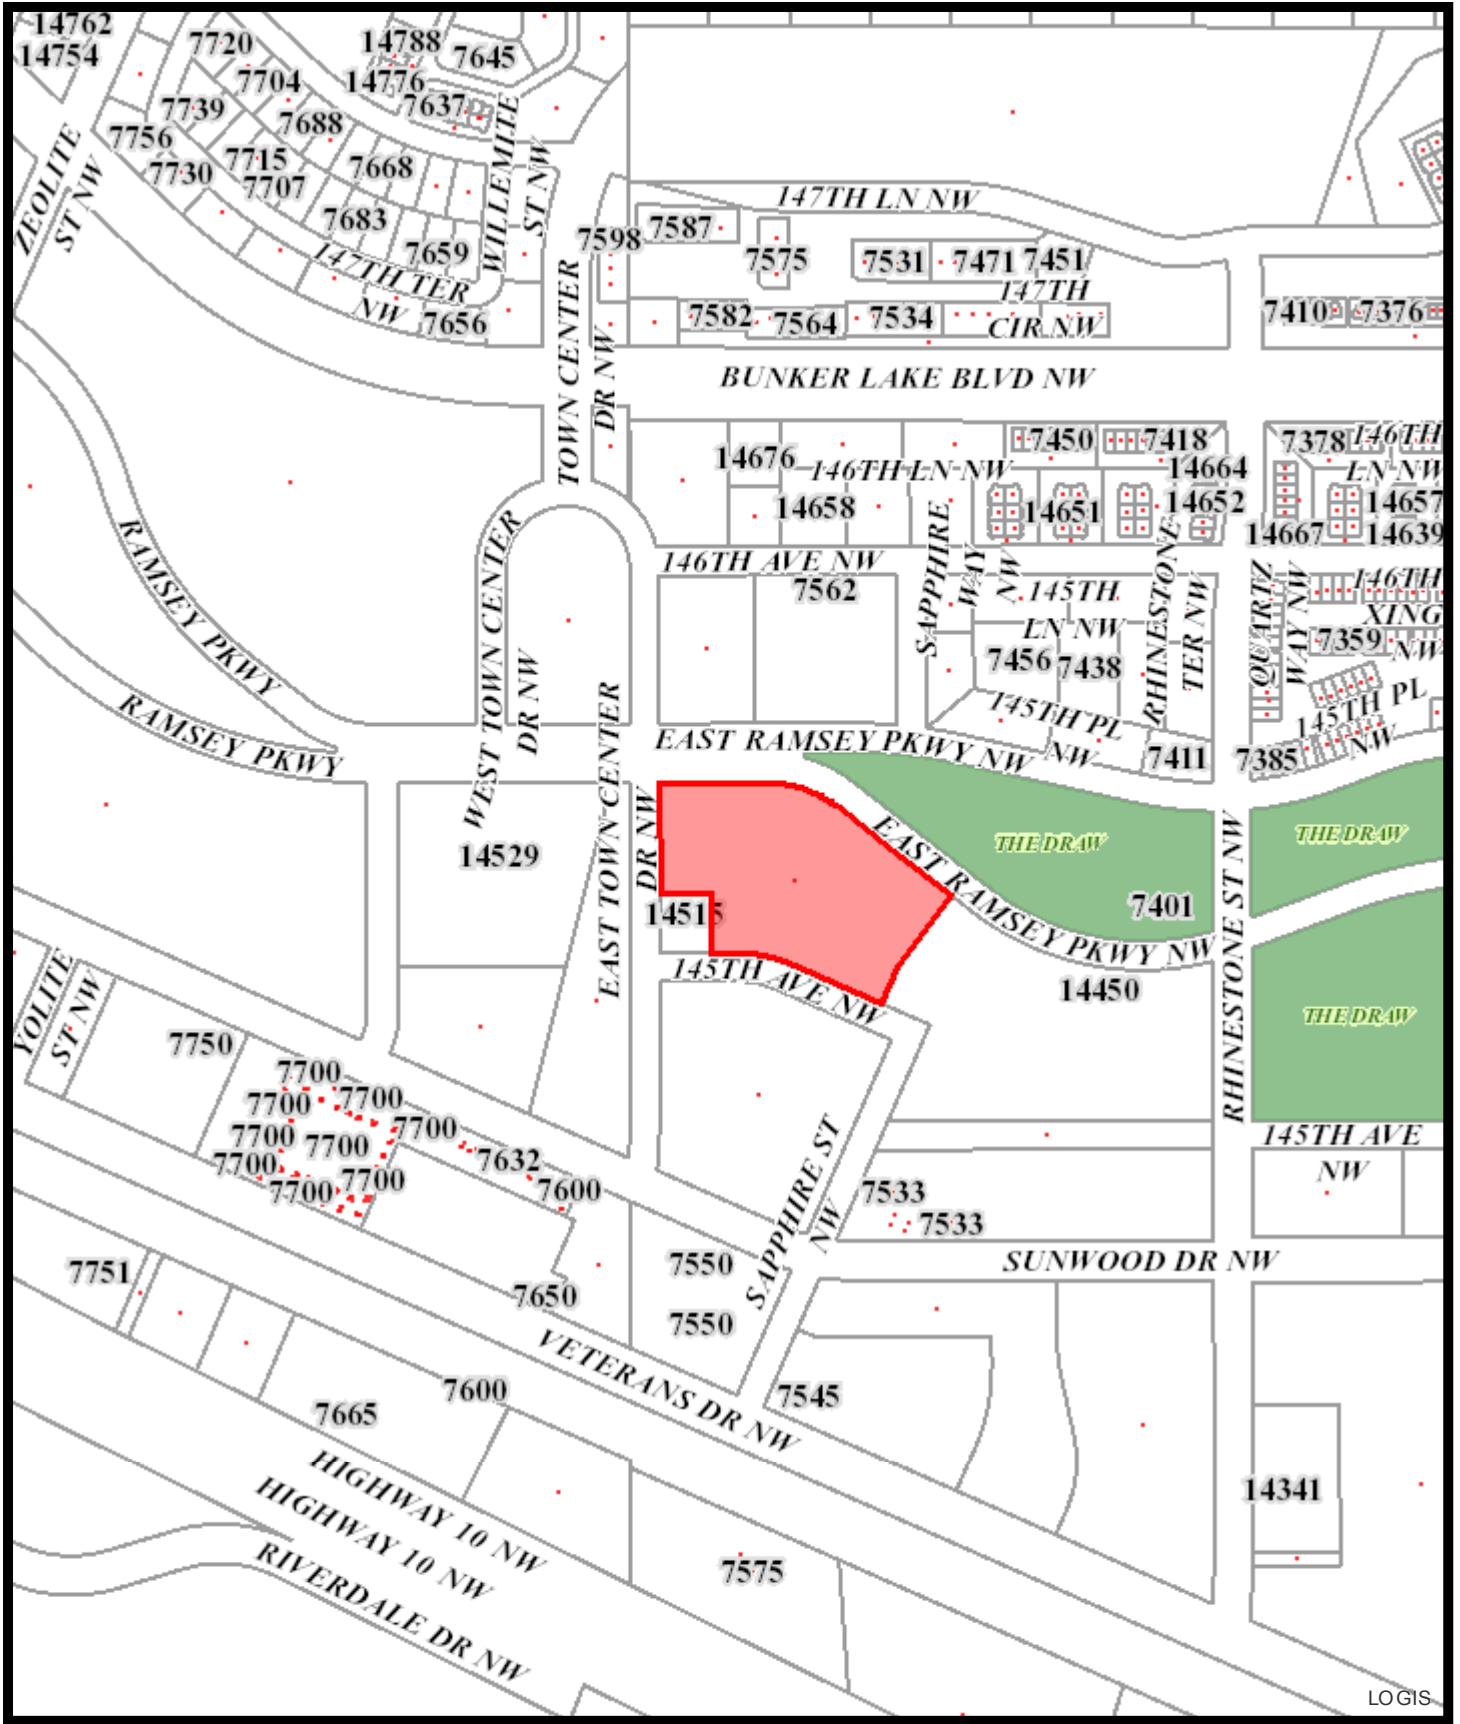 14762
14754
7720
14788
7645
7704
14776
7637
7739
7688
7756
7715
7668
7730
7707
ZEOLITE
ST NW
WILLEMITE
ST NW
7683
7659
147TH TER
NW
7656
7598
7587
147TH LN NW
7575
7531
7471
7451
147TH
CIR NW
7582
7564
7534
7410
7376
TOWN CENTER
DR NW
BUNKER LAKE BLVD NW
14676
146TH LN NW
7450
7418
14664
14652
7378
146TH
LN NW
14657
14658
14651
14667
14639
RAMSEY PKWY
WEST TOWN CENTER
DR NW
146TH AVE NW
7562
SAPPHIRE
WAY
NW
145TH
LN NW
RHINESTONE
TER NW
QUARTZ
WAY NW
146TH
XING
NW
7359
7456
7438
145TH PL
NW
145TH PL
NW
7411
7385
RAMSEY PKWY
EAST RAMSEY PKWY NW
EAST TOWN CENTER
DR NW
14529
14515
EAST RAMSEY PKWY NW
THE DRAW
THE DRAW
7401
RHINESTONE ST NW
145TH AVE NW
14450
THE DRAW
YOLITE
ST NW
7750
7700
7700
7700
7700
7700
7700
7700
7700
7700
7632
7600
SAPPHIRE ST
NW
145TH AVE
NW
7533
7533
SUNWOOD DR NW
7751
7650
7550
7550
VETERANS DR NW
7545
7600
7665
HIGHWAY 10 NW
HIGHWAY 10 NW
RIVERDALE DR NW
14341
7575
LOGIS